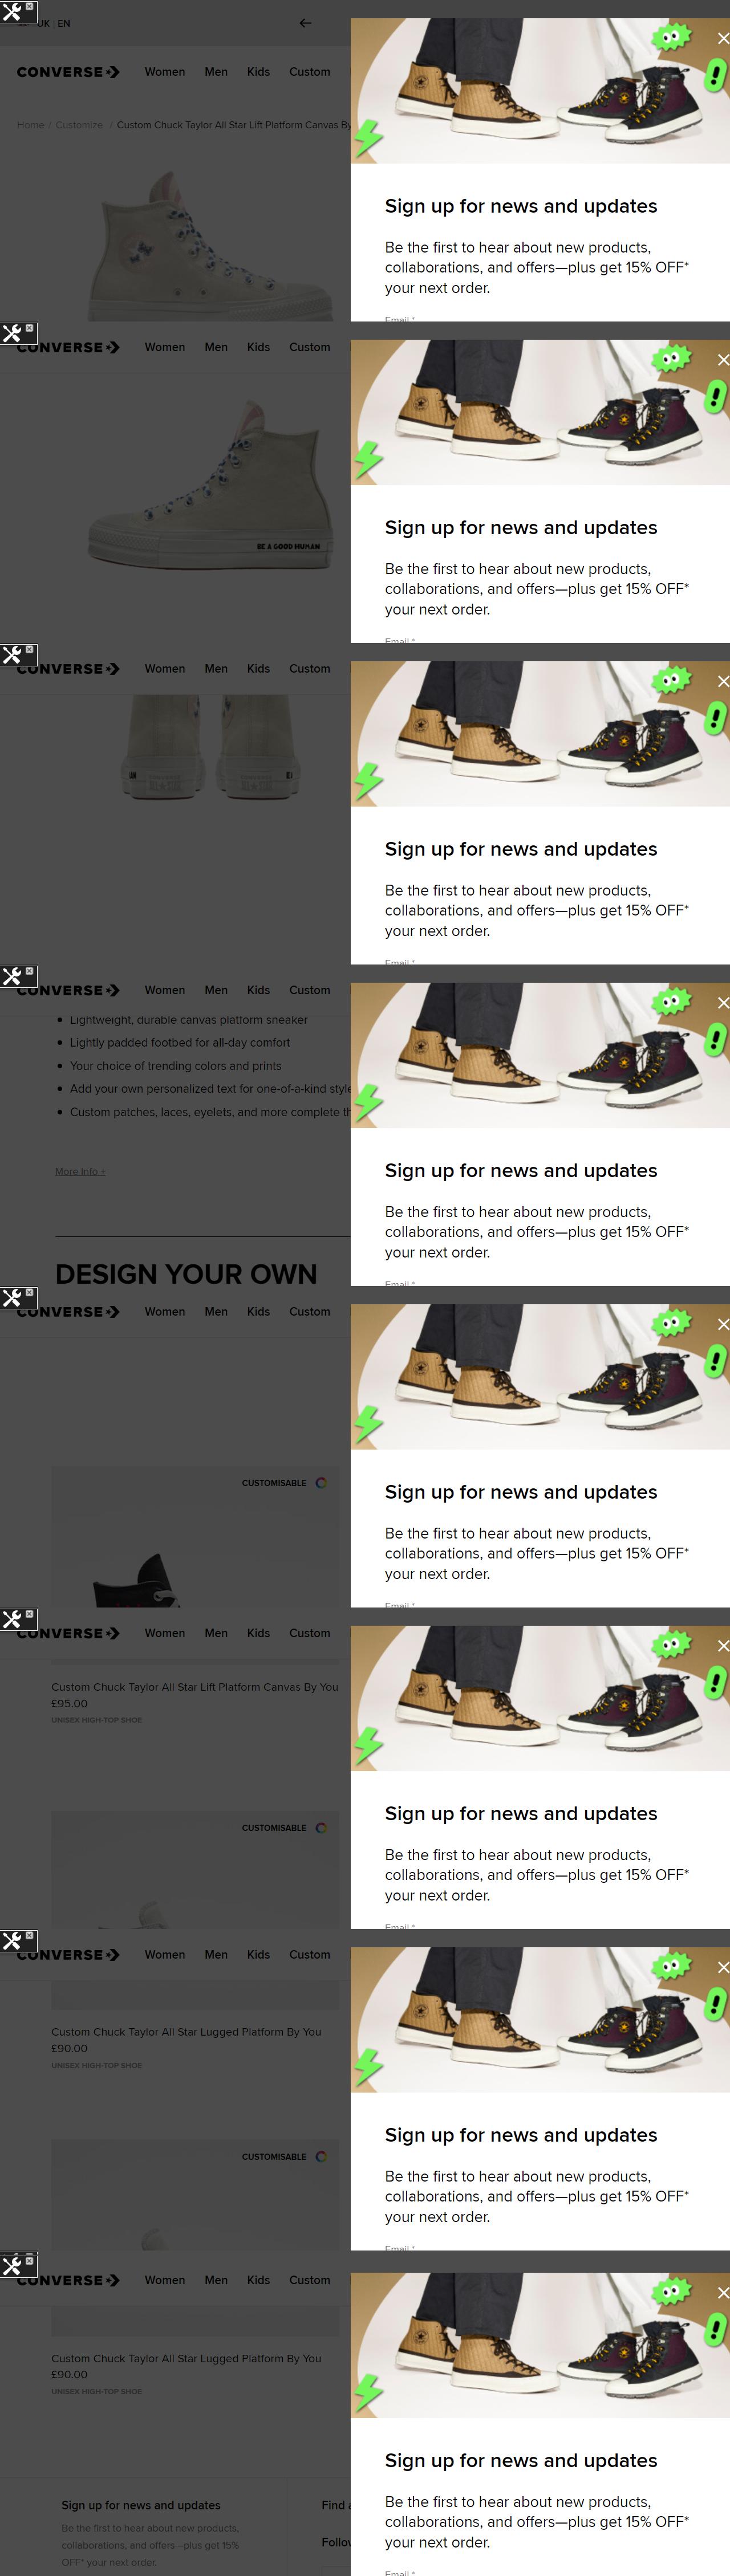 UK | EN
CONVERSE
Women Men Kids Custom
Home / Customize / Custom Chuck Taylor All Star Lift Platform Canvas By
Sign up for news and updates
Be the first to hear about new products,
collaborations, and offers—plus get 15% OFF*
your next order.
Email *
CONVERSE
Women Men Kids Custom
BE A GOOD HUMAN
Sign up for news and updates
Be the first to hear about new products,
collaborations, and offers—plus get 15% OFF*
your next order.
Email *
CONVERSE
Women Men Kids Custom
CONVERSE
Sign up for news and updates
Be the first to hear about new products,
collaborations, and offers—plus get 15% OFF*
your next order.
Email *
CONVERSE
Women Men Kids Custom
Lightweight, durable canvas platform sneaker
Lightly padded footbed for all-day comfort
Your choice of trending colors and prints
Add your own personalized text for one-of-a-kind style
Custom patches, laces, eyelets, and more complete th
More Info +
DESIGN YOUR OWN
Sign up for news and updates
Be the first to hear about new products,
collaborations, and offers—plus get 15% OFF*
your next order.
Email *
CONVERSE
Women Men Kids Custom
CUSTOMISABLE
Sign up for news and updates
Be the first to hear about new products,
collaborations, and offers—plus get 15% OFF*
your next order.
Email *
CONVERSE
Women Men Kids Custom
Custom Chuck Taylor All Star Lift Platform Canvas By You
£95.00
UNISEX HIGH-TOP SHOE
CUSTOMISABLE
Sign up for news and updates
Be the first to hear about new products,
collaborations, and offers—plus get 15% OFF*
your next order.
Email *
CONVERSE
Women Men Kids Custom
Custom Chuck Taylor All Star Lugged Platform By You
£90.00
UNISEX HIGH-TOP SHOE
CUSTOMISABLE
Sign up for news and updates
Be the first to hear about new products,
collaborations, and offers—plus get 15% OFF*
your next order.
Email *
CONVERSE
Women Men Kids Custom
Custom Chuck Taylor All Star Lugged Platform By You
£90.00
UNISEX HIGH-TOP SHOE
Sign up for news and updates
Be the first to hear about new products,
collaborations, and offers—plus get 15%
OFF* your next order.
Find a
Follow
Sign up for news and updates
Be the first to hear about new products,
collaborations, and offers—plus get 15% OFF*
your next order.
Email *